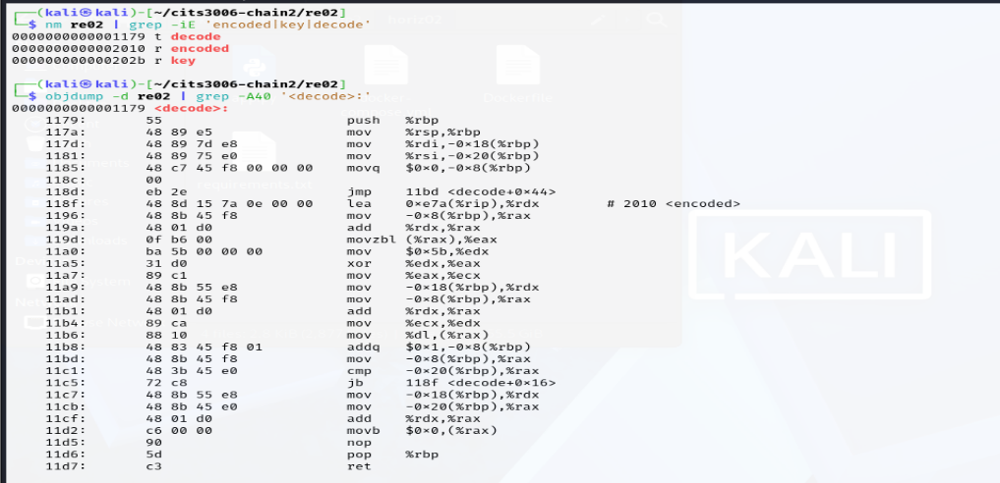 ┌──(kali㉿kali)-[~/cits3006-chain2/re02]
└─$ nm re02 | grep -iE 'encoded|key|decode'
0000000000001179 t decode
0000000000002010 r encoded
000000000000202b r key
┌──(kali㉿kali)-[~/cits3006-chain2/re02]
└─$ objdump -d re02 | grep -A40 '<decode>:'
0000000000001179 <decode>:
1179: 55 push %rbp
117a: 48 89 e5 mov %rsp,%rbp
117d: 48 89 7d e8 mov %rdi,-0x18(%rbp)
1181: 48 89 75 e0 mov %rsi,-0x20(%rbp)
1185: 48 c7 45 f8 00 00 00 movq $0x0,-0x8(%rbp)
118c: 00
118d: eb 2e jmp 11bd <decode+0x44>
118f: 48 8d 15 7a 0e 00 00 lea 0xe7a(%rip),%rdx # 2010 <encoded>
1196: 48 8b 45 f8 mov -0x8(%rbp),%rax
119a: 48 01 d0 add %rdx,%rax
119d: 0f b6 00 movzbl (%rax),%eax
11a0: ba 5b 00 00 00 mov $0x5b,%edx
11a5: 31 d0 xor %edx,%eax
11a7: 89 c1 mov %eax,%ecx
11a9: 48 8b 55 e8 mov -0x18(%rbp),%rdx
11ad: 48 8b 45 f8 mov -0x8(%rbp),%rax
11b1: 48 01 d0 add %rdx,%rax
11b4: 89 ca mov %ecx,%edx
11b6: 88 10 mov %dl,(%rax)
11b8: 48 83 45 f8 01 addq $0x1,-0x8(%rbp)
11bd: 48 8b 45 f8 mov -0x8(%rbp),%rax
11c1: 48 3b 45 e0 cmp -0x20(%rbp),%rax
11c5: 72 c8 jb 118f <decode+0x16>
11c7: 48 8b 55 e8 mov -0x18(%rbp),%rdx
11cb: 48 8b 45 e0 mov -0x20(%rbp),%rax
11cf: 48 01 d0 add %rdx,%rax
11d2: c6 00 00 movb $0x0,(%rax)
11d5: 90 nop
11d6: 5d pop %rbp
11d7: c3 ret
KALI
Dockerfile
requirements.txt